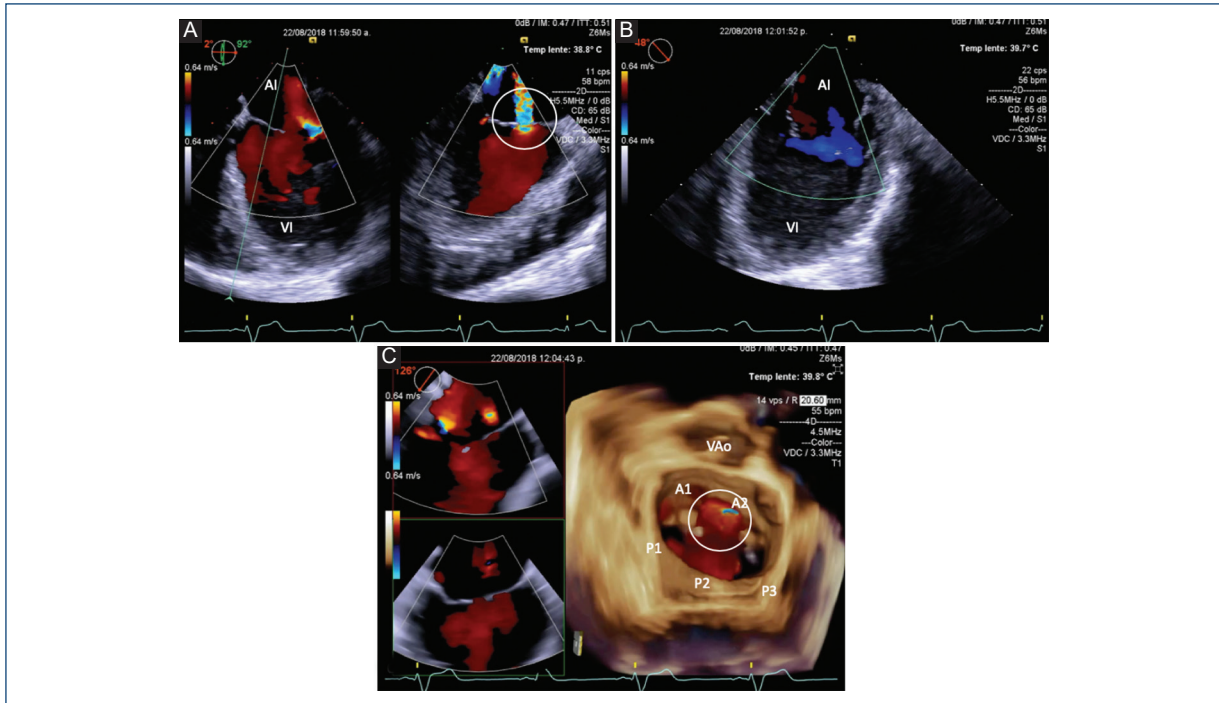 A
22/08/2018 11:59:50 a.
0dB / IM: 0.47 / ITT: 0.51
Z6Ms
Temp lente: 38.8° C
2° 92°
0.64 m/s
0.64 m/s
AI
VI
11 cps
58 bpm
--------2D--------
H5.5MHz / 0 dB
CD: 65 dB
Med / S1
---Color---
VDC / 3.3MHz
S1
B
22/08/2018 12:01:52 p.
0dB / IM: 0.47 / ITT: 0.51
Z6Ms
Temp lente: 39.7° C
48°
0.64 m/s
0.64 m/s
AI
VI
22 cps
56 bpm
--------2D--------
H5.5MHz / 0 dB
CD: 65 dB
Med / S1
---Color---
VDC / 3.3MHz
S1
C
22/08/2018 12:04:43 p.
0dB / IM: 0.45 / ITT: 0.47
Z6Ms
Temp lente: 39.8° C
126°
0.64 m/s
0.64 m/s
14 vps / R 20.60 mm
55 bpm
--------4D--------
4.5MHz
---Color---
VDC / 3.3MHz
T1
VAo
A1
A2
P1
P2
P3